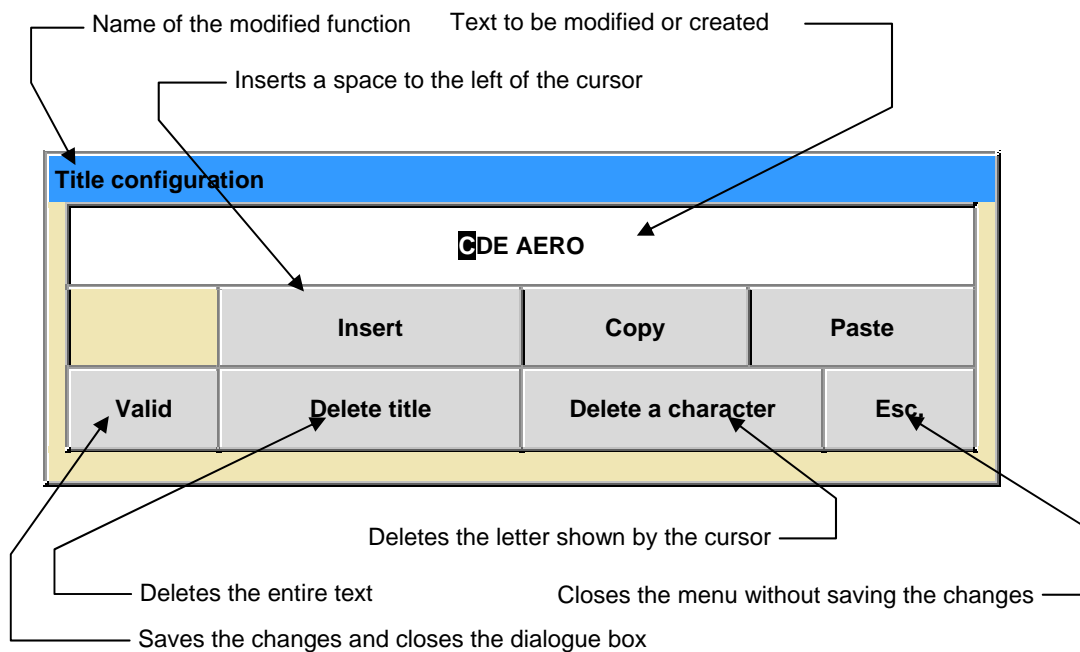 Name of the modified function
Text to be modified or created
Inserts a space to the left of the cursor
Title configuration
CDE AERO
Insert
Copy
Paste
Valid
Delete title
Delete a character
Esc.
Deletes the letter shown by the cursor
Deletes the entire text
Closes the menu without saving the changes
Saves the changes and closes the dialogue box